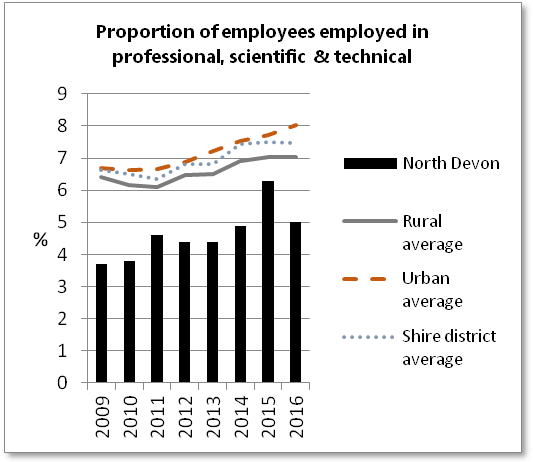 Proportion of employees employed in
professional, scientific & technical
9
8
7
6
5
4
3
2
1
0
%
2009
2010
2011
2012
2013
2014
2015
2016
North Devon
Rural
average
Urban
average
Shire district
average